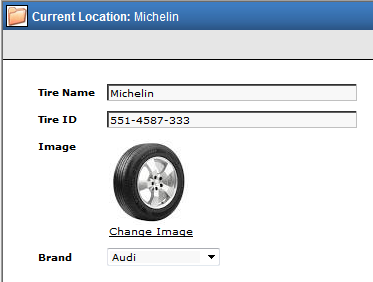 Current Location: Michelin
Tire Name Michelin
Tire ID 551-4587-333
Image
Change Image
Brand Audi